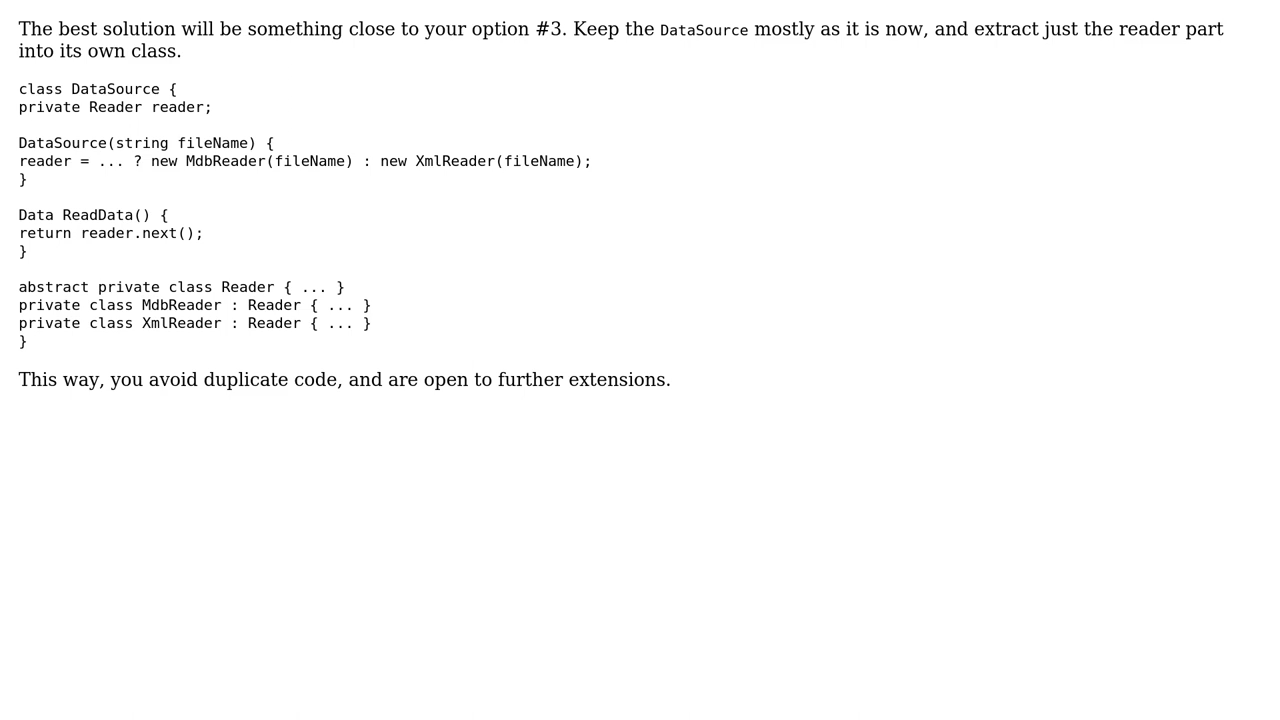 The best solution will be something close to your option #3. Keep the DataSource mostly as it is now, and extract just the reader part
into its own class.
class DataSource {
private Reader reader;
DataSource(string fileName) {
reader = ... ? new MdbReader(fileName) : new XmlReader(fileName);
}
Data ReadData() {
return reader.next();
}
abstract private class Reader { ... }
private class MdbReader : Reader { ... }
private class XmlReader : Reader { ... }
}
This way, you avoid duplicate code, and are open to further extensions.